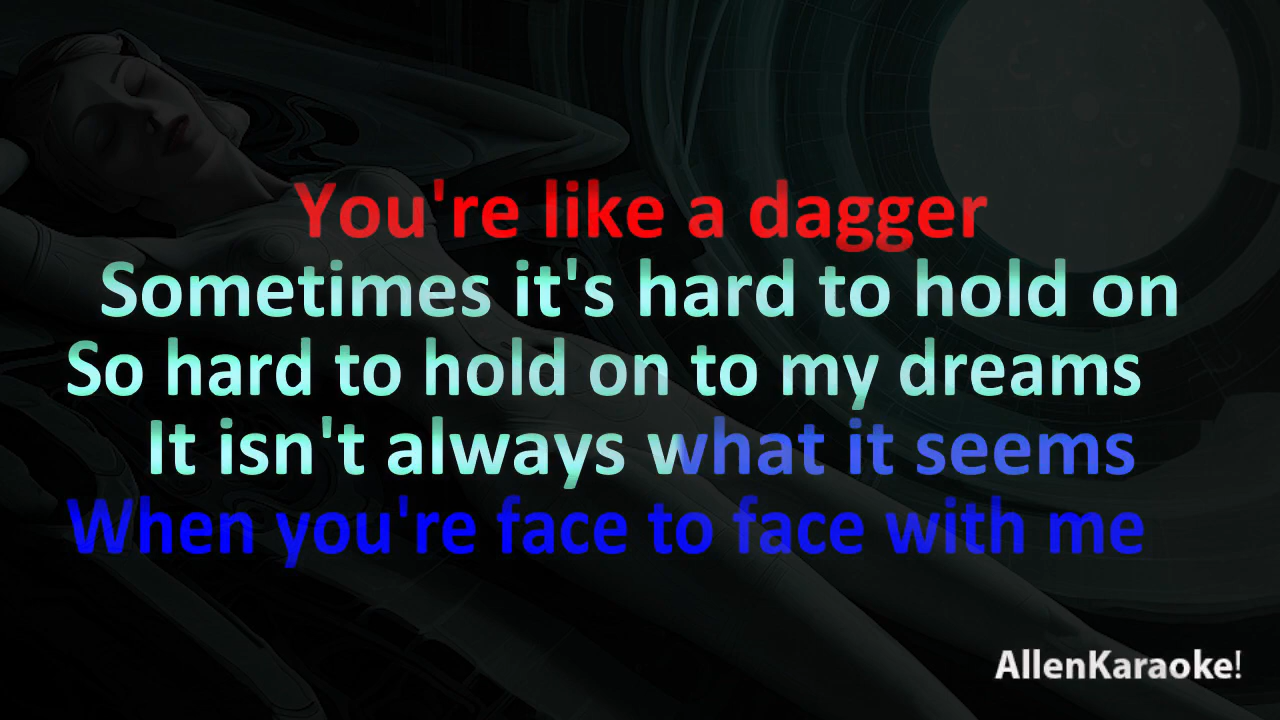 You're like a dagger
Sometimes it's hard to hold on
So hard to hold on to my dreams
It isn't always what it seems
When you're face to face with me
AllenKaraoke!